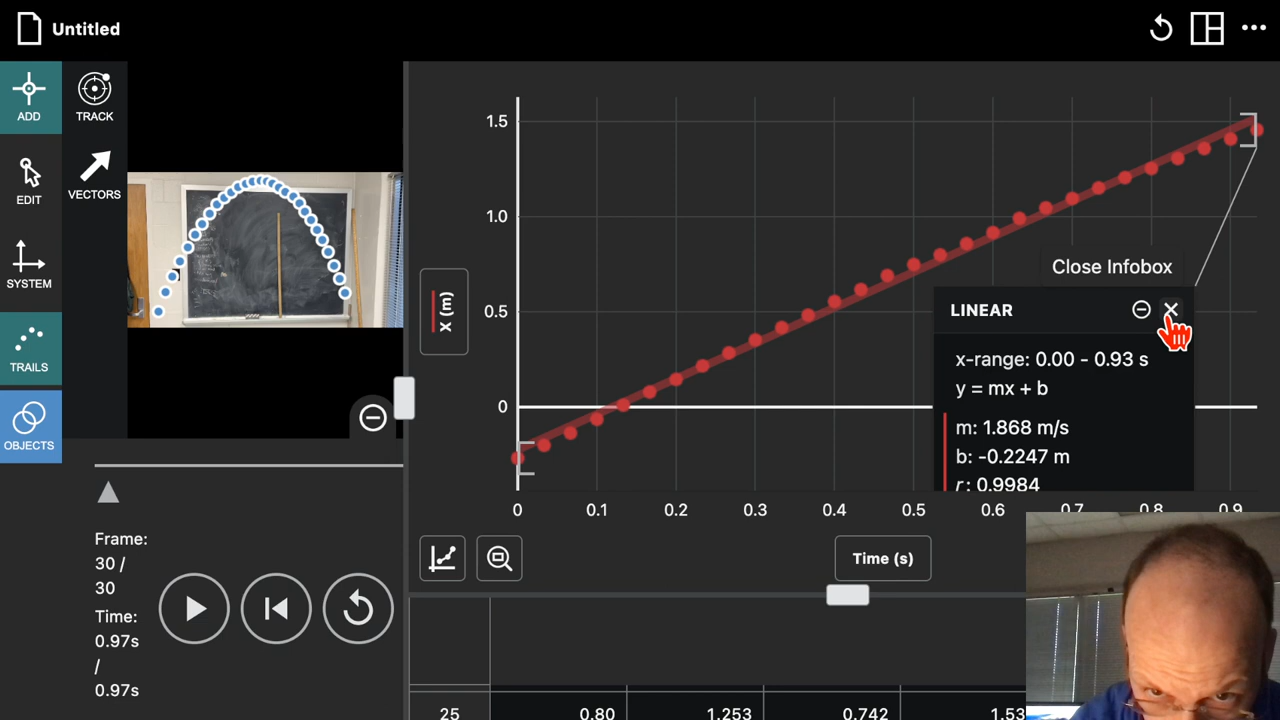 Untitled
ADD
TRACK
EDIT
VECTORS
SYSTEM
TRAILS
OBJECTS
1.5
1.0
0.5
0
x (m)
Close Infobox
LINEAR
x-range: 0.00 - 0.93 s
y = mx + b
m: 1.868 m/s
b: -0.2247 m
r: 0.9984
0 0.1 0.2 0.3 0.4 0.5 0.6 0.7 0.8 0.9
Time (s)
Frame:
30 /
30
Time:
0.97s
/
0.97s
25 0.80 1.253 0.742 1.53